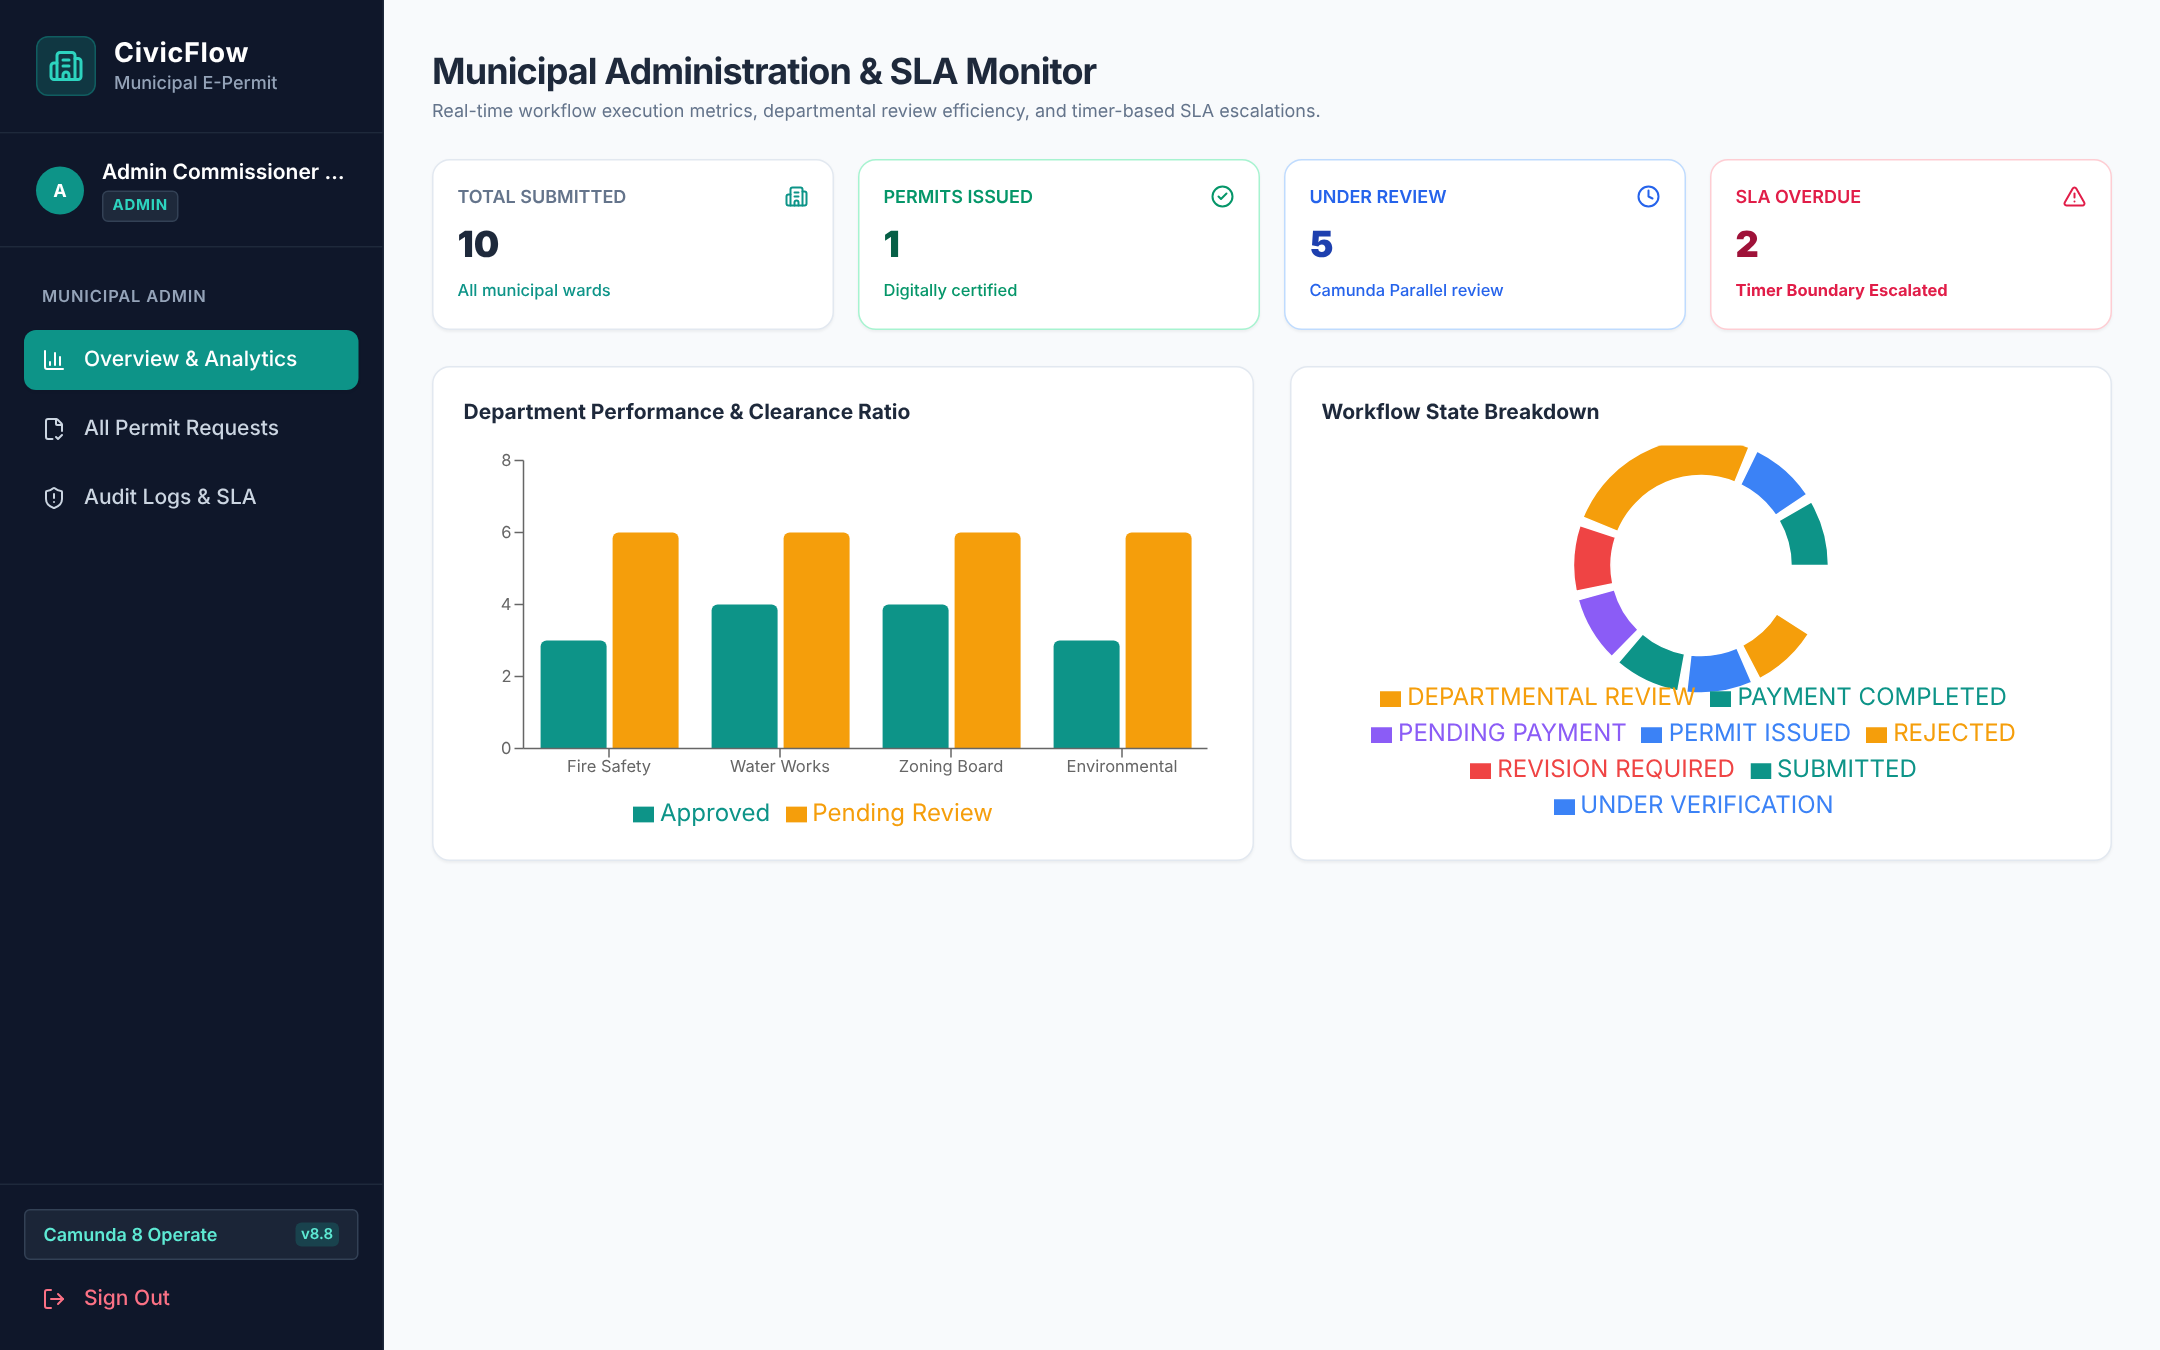 CivicFlow
Municipal E-Permit
A
Admin Commissioner ...
ADMIN
MUNICIPAL ADMIN
Overview & Analytics
All Permit Requests
Audit Logs & SLA
Camunda 8 Operate
v8.8
Sign Out
Municipal Administration & SLA Monitor
Real-time workflow execution metrics, departmental review efficiency, and timer-based SLA escalations.
TOTAL SUBMITTED
10
All municipal wards
PERMITS ISSUED
1
Digitally certified
UNDER REVIEW
5
Camunda Parallel review
SLA OVERDUE
2
Timer Boundary Escalated
Department Performance & Clearance Ratio
8
6
4
2
0
Fire Safety
Water Works
Zoning Board
Environmental
Approved
Pending Review
Workflow State Breakdown
DEPARTMENTAL REVIEW PAYMENT COMPLETED
PENDING PAYMENT PERMIT ISSUED REJECTED
REVISION REQUIRED SUBMITTED
UNDER VERIFICATION